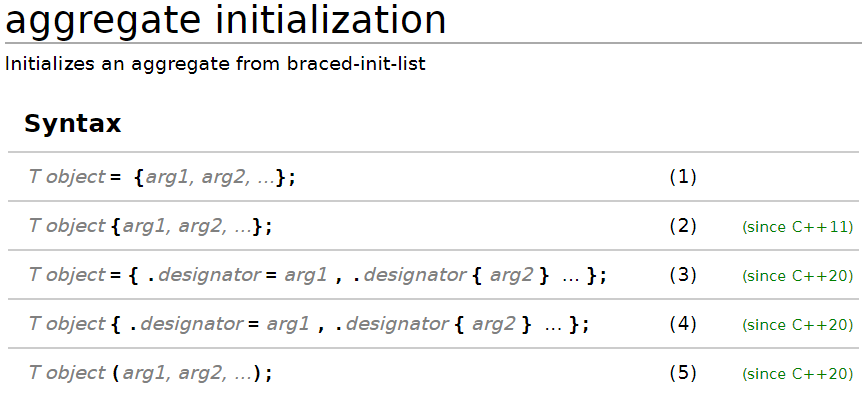 aggregate initialization
Initializes an aggregate from braced-init-list
Syntax
T object = {arg1, arg2, ...}; (1)
T object {arg1, arg2, ...}; (2) (since C++11)
T object = { .designator = arg1 , .designator { arg2 } ... }; (3) (since C++20)
T object { .designator = arg1 , .designator { arg2 } ... }; (4) (since C++20)
T object (arg1, arg2, ...); (5) (since C++20)